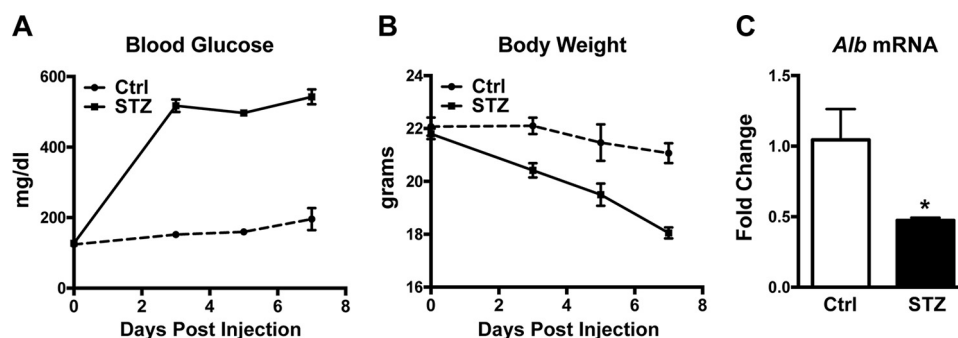 A
Blood Glucose
Ctrl
STZ
600
400
200
0
mg/dl
0 2 4 6 8
Days Post Injection
B
Body Weight
Ctrl
STZ
24
22
20
18
16
grams
0 2 4 6 8
Days Post Injection
C
Alb mRNA
1.5
1.0
0.5
0.0
Fold Change
*
Ctrl STZ